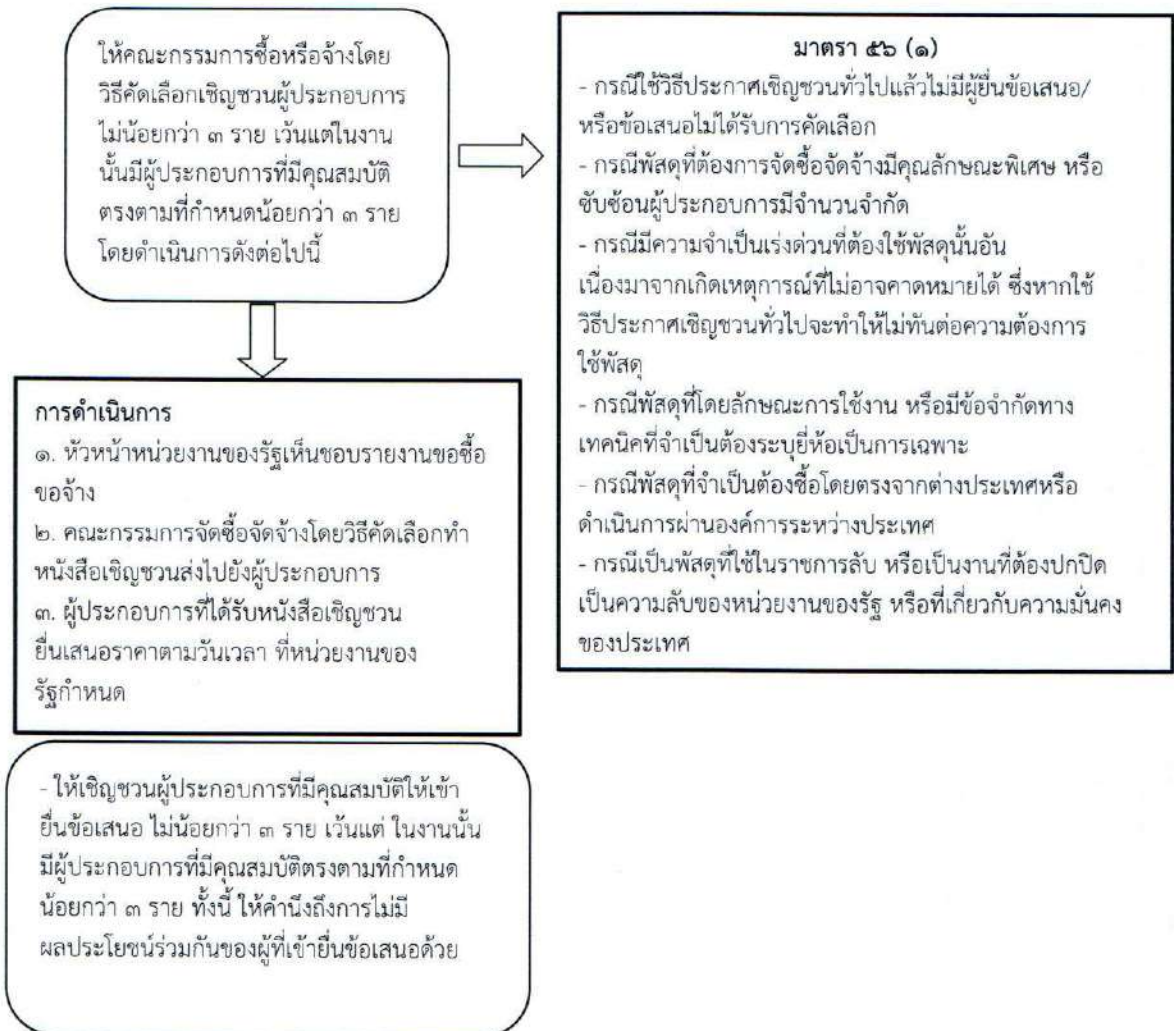 ให้คณะกรรมการซื้อหรือจ้างโดย
วิธีคัดเลือกเชิญชวนผู้ประกอบการ
ไม่น้อยกว่า ๓ ราย เว้นแต่ในงาน
นั้นมีผู้ประกอบการที่มีคุณสมบัติ
ตรงตามที่กำหนดน้อยกว่า ๓ ราย
โดยดำเนินการดังต่อไปนี้
มาตรา ๕๖ (๑)
- กรณีใช้วิธีประกาศเชิญชวนทั่วไปแล้วไม่มีผู้ยื่นข้อเสนอ/
หรือข้อเสนอไม่ได้รับการคัดเลือก
- กรณีพัสดุที่ต้องการจัดซื้อจัดจ้างมีคุณลักษณะพิเศษ หรือ
ซับซ้อนผู้ประกอบการมีจำนวนจำกัด
- กรณีมีความจำเป็นเร่งด่วนที่ต้องใช้พัสดุนั้นอัน
เนื่องมาจากเกิดเหตุการณ์ที่ไม่อาจคาดหมายได้ ซึ่งหากใช้
วิธีประกาศเชิญชวนทั่วไปจะทำให้ไม่ทันต่อความต้องการ
ใช้พัสดุ
- กรณีพัสดุที่โดยลักษณะการใช้งาน หรือมีข้อจำกัดทาง
เทคนิคที่จำเป็นต้องระบุยี่ห้อเป็นการเฉพาะ
- กรณีพัสดุที่จำเป็นต้องซื้อโดยตรงจากต่างประเทศหรือ
ดำเนินการผ่านองค์การระหว่างประเทศ
- กรณีเป็นพัสดุที่ใช้ในราชการลับ หรือเป็นงานที่ต้องปกปิด
เป็นความลับของหน่วยงานของรัฐ หรือที่เกี่ยวกับความมั่นคง
ของประเทศ
การดำเนินการ
๑. หัวหน้าหน่วยงานของรัฐเห็นชอบรายงานขอซื้อ
ขอจ้าง
๒. คณะกรรมการจัดซื้อจัดจ้างโดยวิธีคัดเลือกทำ
หนังสือเชิญชวนส่งไปยังผู้ประกอบการ
๓. ผู้ประกอบการที่ได้รับหนังสือเชิญชวน
ยื่นเสนอราคาตามวันเวลา ที่หน่วยงานของ
รัฐกำหนด
- ให้เชิญชวนผู้ประกอบการที่มีคุณสมบัติให้เข้า
ยื่นข้อเสนอ ไม่น้อยกว่า ๓ ราย เว้นแต่ ในงานนั้น
มีผู้ประกอบการที่มีคุณสมบัติตรงตามที่กำหนด
น้อยกว่า ๓ ราย ทั้งนี้ ให้คำนึงถึงการไม่มี
ผลประโยชน์ร่วมกันของผู้ที่เข้ายื่นข้อเสนอด้วย